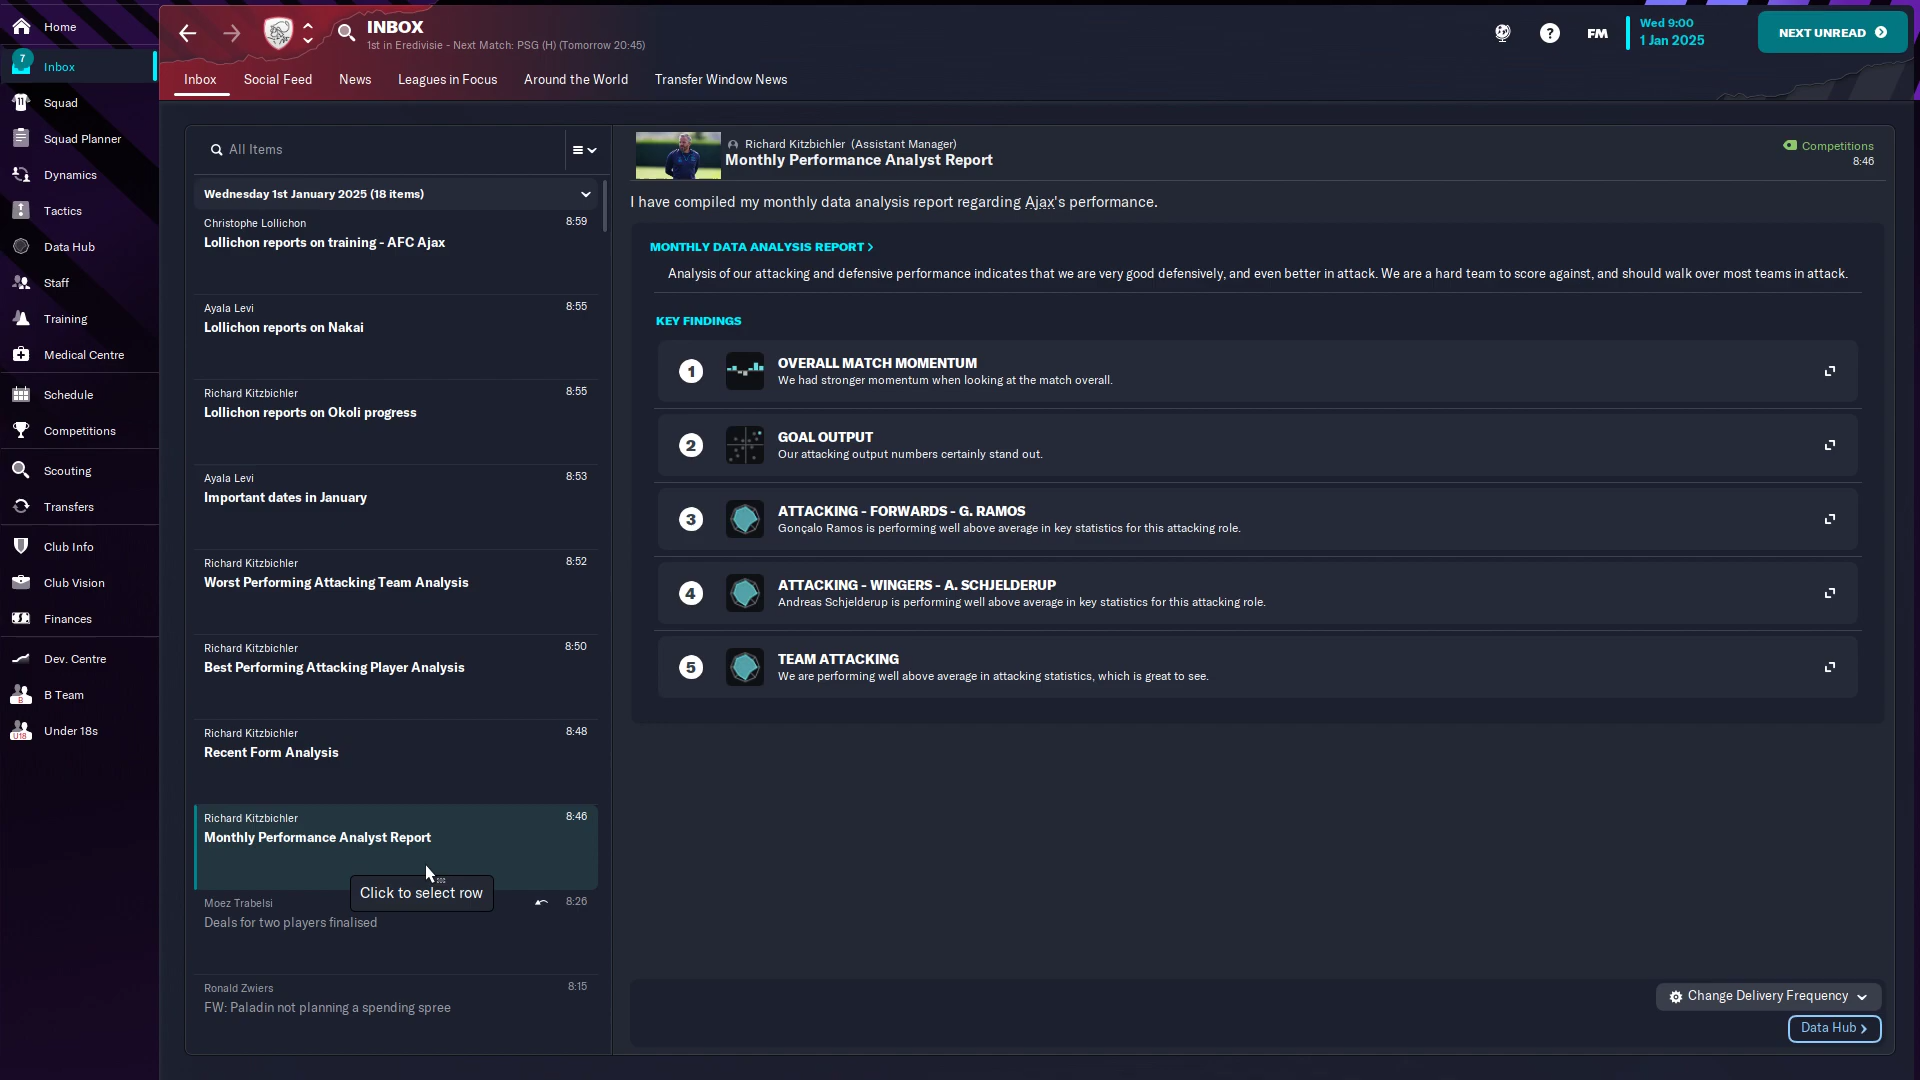 Home
7
Inbox
Squad
Squad Planner
Dynamics
Tactics
Data Hub
Staff
Training
Medical Centre
Schedule
Competitions
Scouting
Transfers
Club Info
Club Vision
Finances
Dev. Centre
B
B Team
U18
Under 18s
INBOX
1st in Eredivisie - Next Match: PSG (H) (Tomorrow 20:45)
?
FM
Wed 9:00
1 Jan 2025
NEXT UNREAD
Inbox
Social Feed
News
Leagues in Focus
Around the World
Transfer Window News
All Items
Wednesday 1st January 2025 (18 items)
Christophe Lollichon
8:59
Lollichon reports on training - AFC Ajax
Ayala Levi
8:55
Lollichon reports on Nakai
Richard Kitzbichler
8:55
Lollichon reports on Okoli progress
Ayala Levi
8:53
Important dates in January
Richard Kitzbichler
8:52
Worst Performing Attacking Team Analysis
Richard Kitzbichler
8:50
Best Performing Attacking Player Analysis
Richard Kitzbichler
8:48
Recent Form Analysis
Richard Kitzbichler
8:46
Monthly Performance Analyst Report
Click to select row
Moez Trabelsi
8:26
Deals for two players finalised
Ronald Zwiers
8:15
FW: Paladin not planning a spending spree
Richard Kitzbichler (Assistant Manager)
Monthly Performance Analyst Report
Competitions
8:46
I have compiled my monthly data analysis report regarding Ajax's performance.
MONTHLY DATA ANALYSIS REPORT >
Analysis of our attacking and defensive performance indicates that we are very good defensively, and even better in attack. We are a hard team to score against, and should walk over most teams in attack.
KEY FINDINGS
1
OVERALL MATCH MOMENTUM
We had stronger momentum when looking at the match overall.
2
GOAL OUTPUT
Our attacking output numbers certainly stand out.
3
ATTACKING - FORWARDS - G. RAMOS
Gonçalo Ramos is performing well above average in key statistics for this attacking role.
4
ATTACKING - WINGERS - A. SCHJELDERUP
Andreas Schjelderup is performing well above average in key statistics for this attacking role.
5
TEAM ATTACKING
We are performing well above average in attacking statistics, which is great to see.
Change Delivery Frequency
Data Hub >